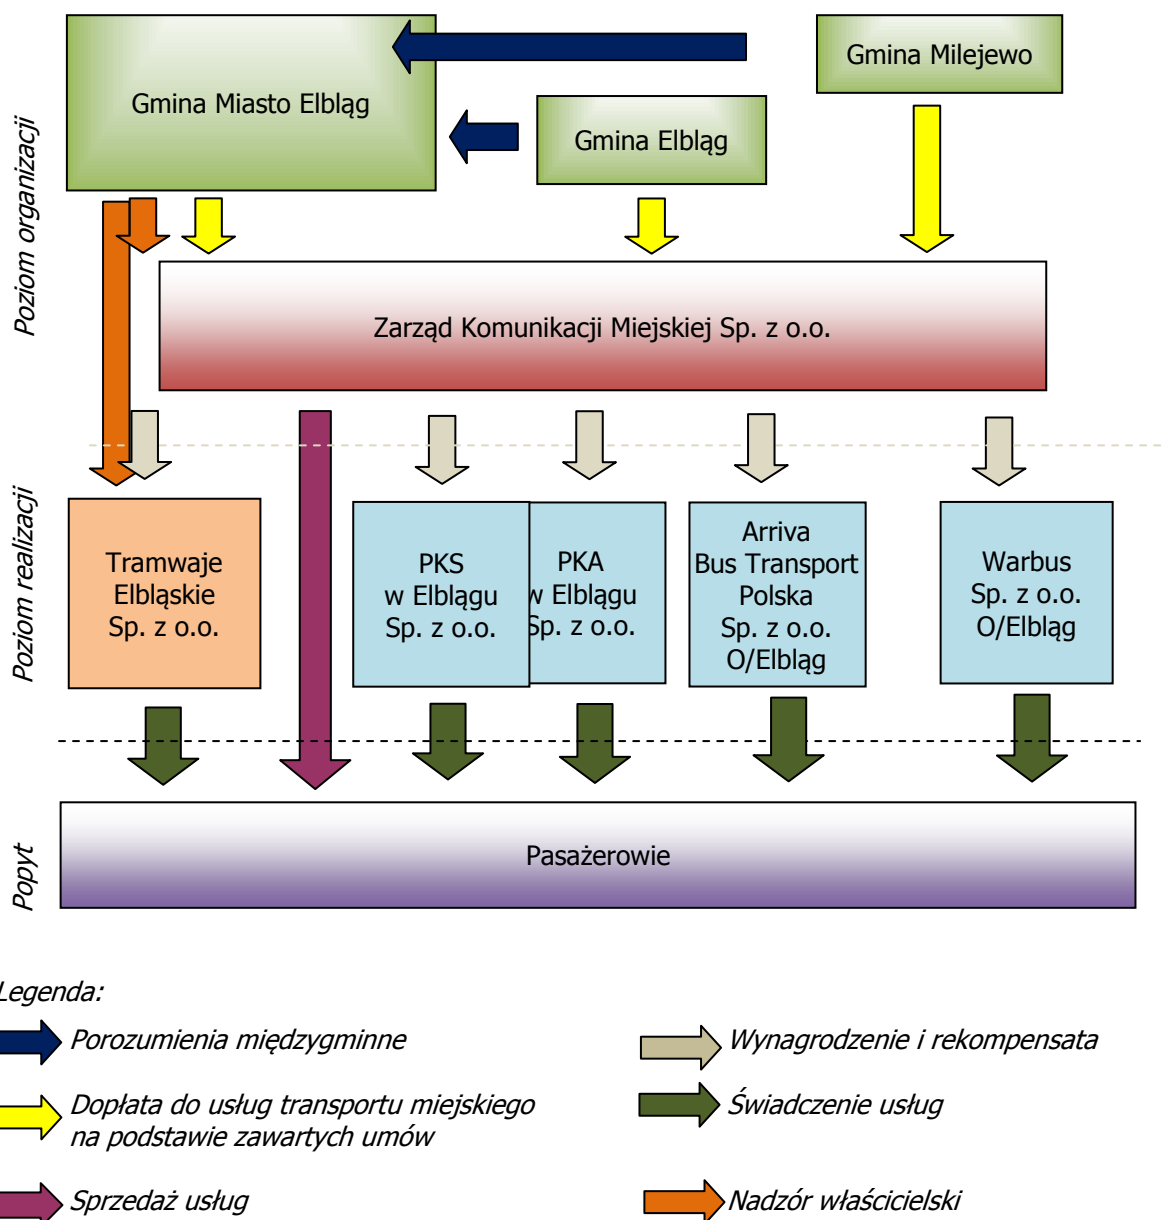 Gmina Miasto Elbląg
Gmina Milejewo
Gmina Elbląg
Poziom organizacji
Zarząd Komunikacji Miejskiej Sp. z o.o.
Poziom realizacji
Tramwaje
Elbląskie
Sp. z o.o.
PKS
w Elblągu
Sp. z o.o.
PKA
w Elblągu
Sp. z o.o.
Arriva
Bus Transport
Polska
Sp. z o.o.
O/Elbląg
Warbus
Sp. z o.o.
O/Elbląg
Popyt
Pasażerowie
Legenda:
Porozumienia międzygminne
Wynagrodzenie i rekompensata
Dopłata do usług transportu miejskiego
na podstawie zawartych umów
Świadczenie usług
Sprzedaż usług
Nadzór właścicielski